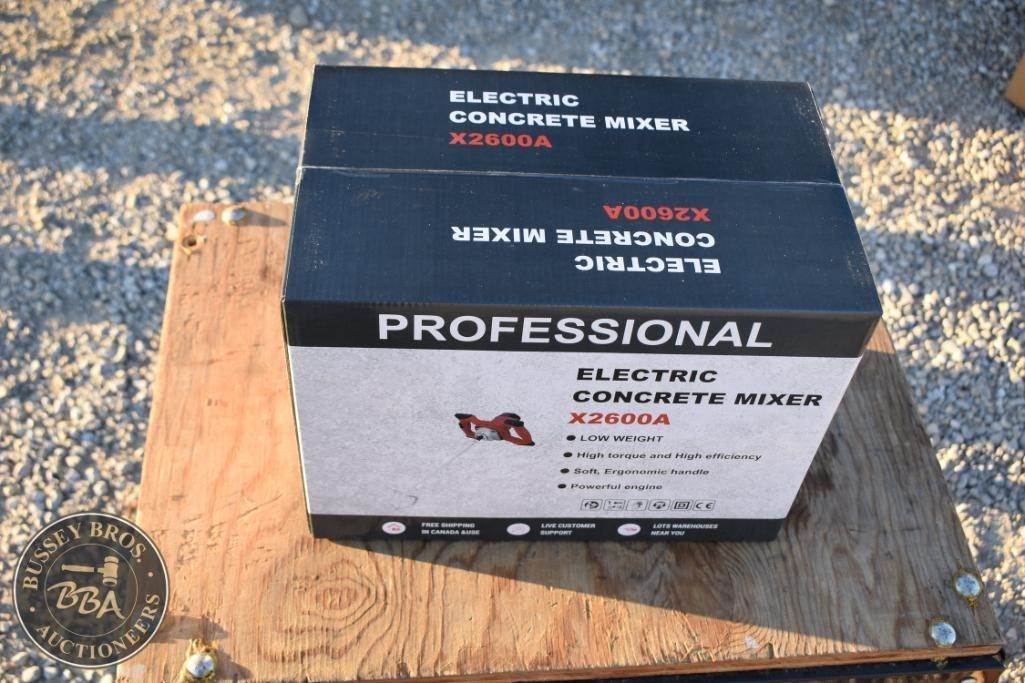 ELECTRIC
CONCRETE MIXER
X2600A
ELECTRIC
CONCRETE MIXER
X2600A
PROFESSIONAL
ELECTRIC
CONCRETE MIXER
X2600A
● LOW WEIGHT
● High torque and High efficiency
● Soft, Ergonomic handle
● Powerful engine
CE
FREE SHIPPING
IN CANADA &USE
LIVE CUSTOMER
SUPPORT
LOTS WAREHOUSES
NEAR YOU
BUSSEY BROS.
BBA
AUCTIONEERS